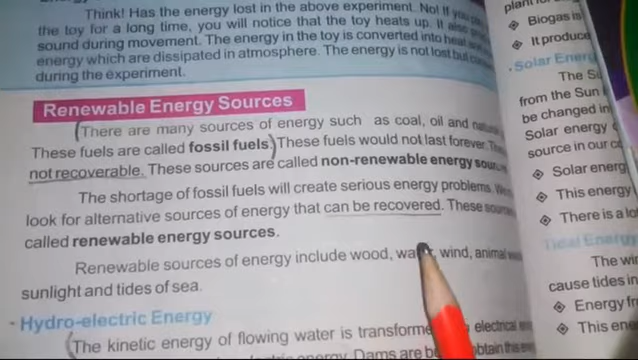 Think! Has the energy lost in the above experiment. No! If you
the toy for a long time, you will notice that the toy heats up. It also
sound during movement. The energy in the toy is converted into heat and
energy which are dissipated in atmosphere. The energy is not lost but
during the experiment.
Renewable Energy Sources
(There are many sources of energy such as coal, oil and
These fuels are called fossil fuels.) These fuels would not last forever.
not recoverable. These sources are called non-renewable energy
The shortage of fossil fuels will create serious energy problems.
look for alternative sources of energy that can be recovered. These
called renewable energy sources.
Renewable sources of energy include wood, wind, animal
sunlight and tides of sea.
- Hydro-electric Energy
(The kinetic energy of flowing water is electrical
energy. Dams are
❖ Biogas is
❖ It produce
Solar
The
from the Sun
be changed in
Solar energy
source in our
❖ Solar
❖ This energy
❖ There is a
Tidal Energy
The
cause tides in
❖ Energy
❖ This